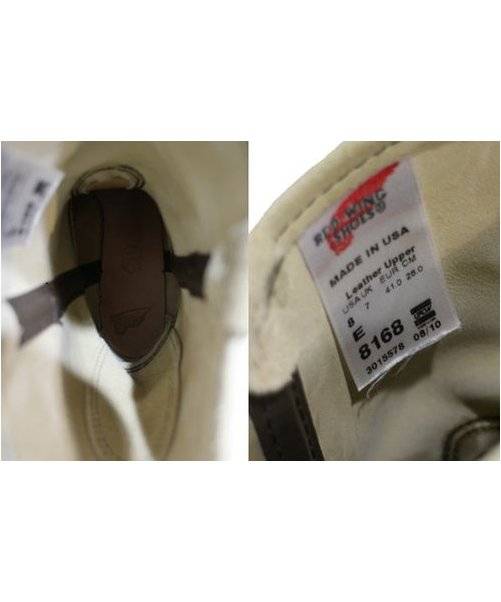 RED WING
SHOES®
MADE IN USA
Leather Upper
USA UK EUR CM
8 7 41.0 26.0
E
8168
3015578 08/10